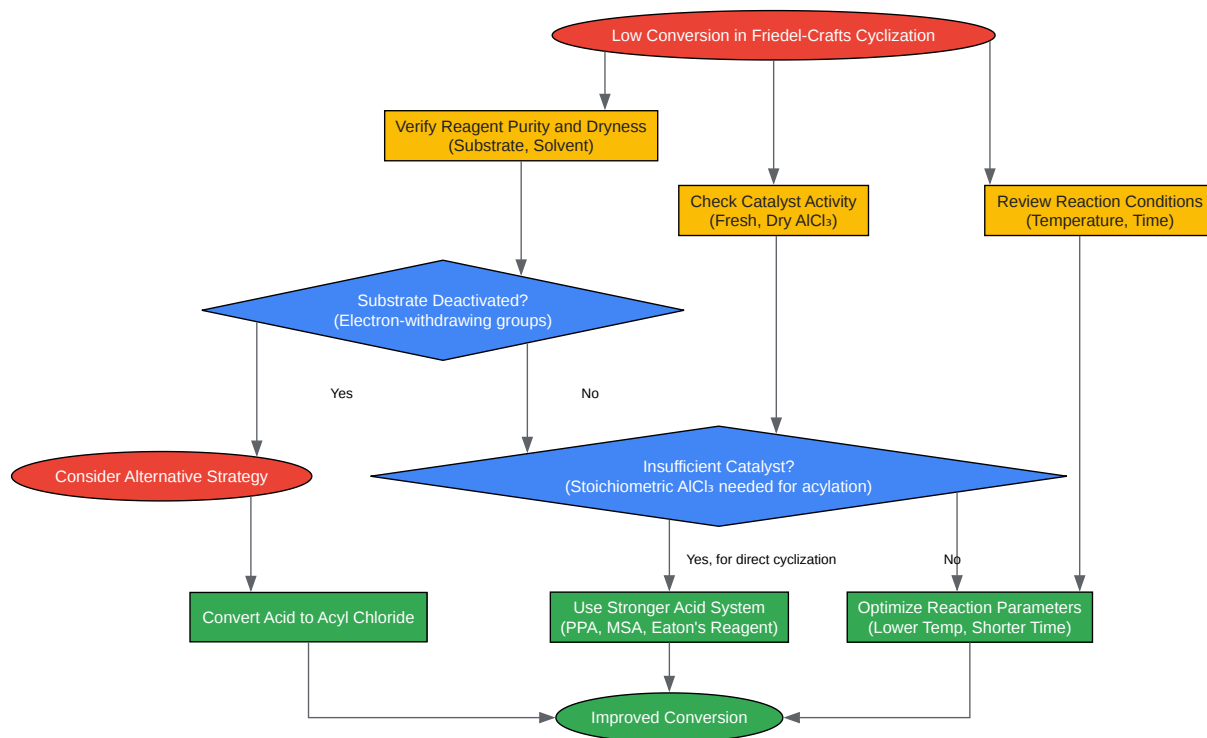 Low Conversion in Friedel-Crafts Cyclization
Verify Reagent Purity and Dryness
(Substrate, Solvent)
Check Catalyst Activity
(Fresh, Dry AlCl₃)
Review Reaction Conditions
(Temperature, Time)
Substrate Deactivated?
(Electron-withdrawing groups)
Yes
No
Consider Alternative Strategy
Insufficient Catalyst?
(Stoichiometric AlCl₃ needed for acylation)
Yes, for direct cyclization
No
Convert Acid to Acyl Chloride
Use Stronger Acid System
(PPA, MSA, Eaton's Reagent)
Optimize Reaction Parameters
(Lower Temp, Shorter Time)
Improved Conversion